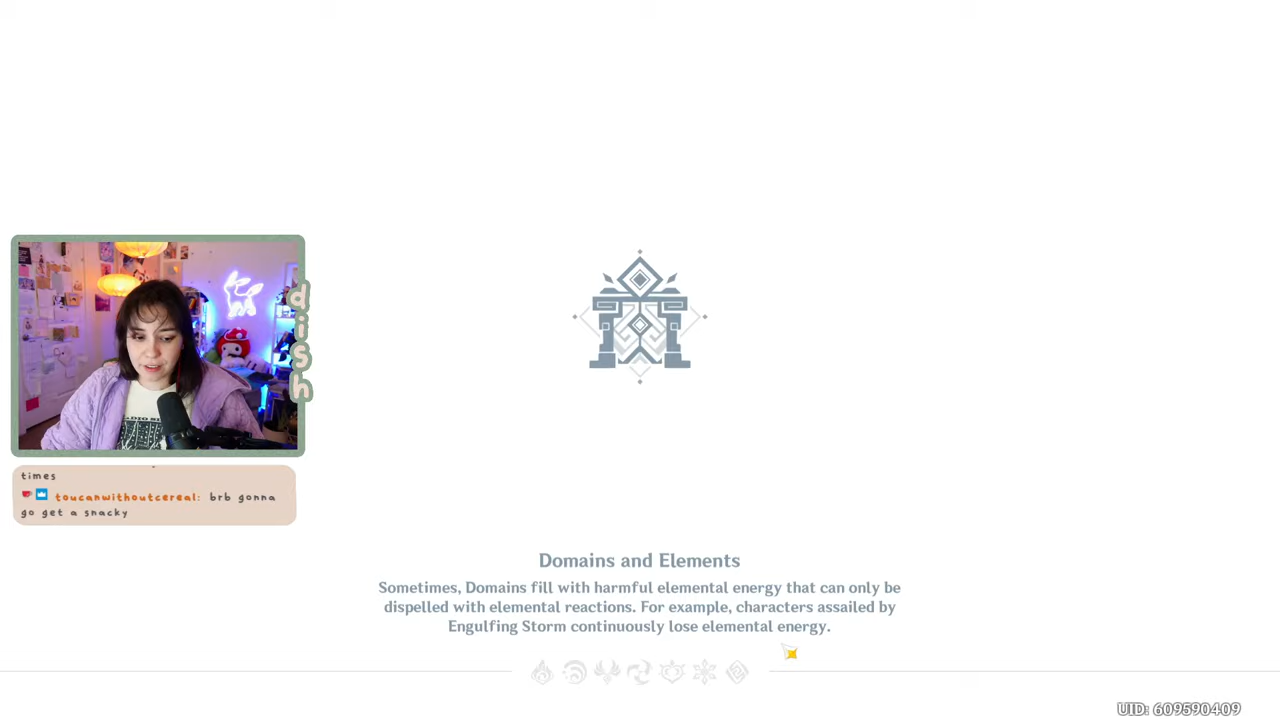 dish
times
toucanwithoutcereal: brb gonna
go get a snacky
Domains and Elements
Sometimes, Domains fill with harmful elemental energy that can only be
dispelled with elemental reactions. For example, characters assailed by
Engulfing Storm continuously lose elemental energy.
UID: 609590409